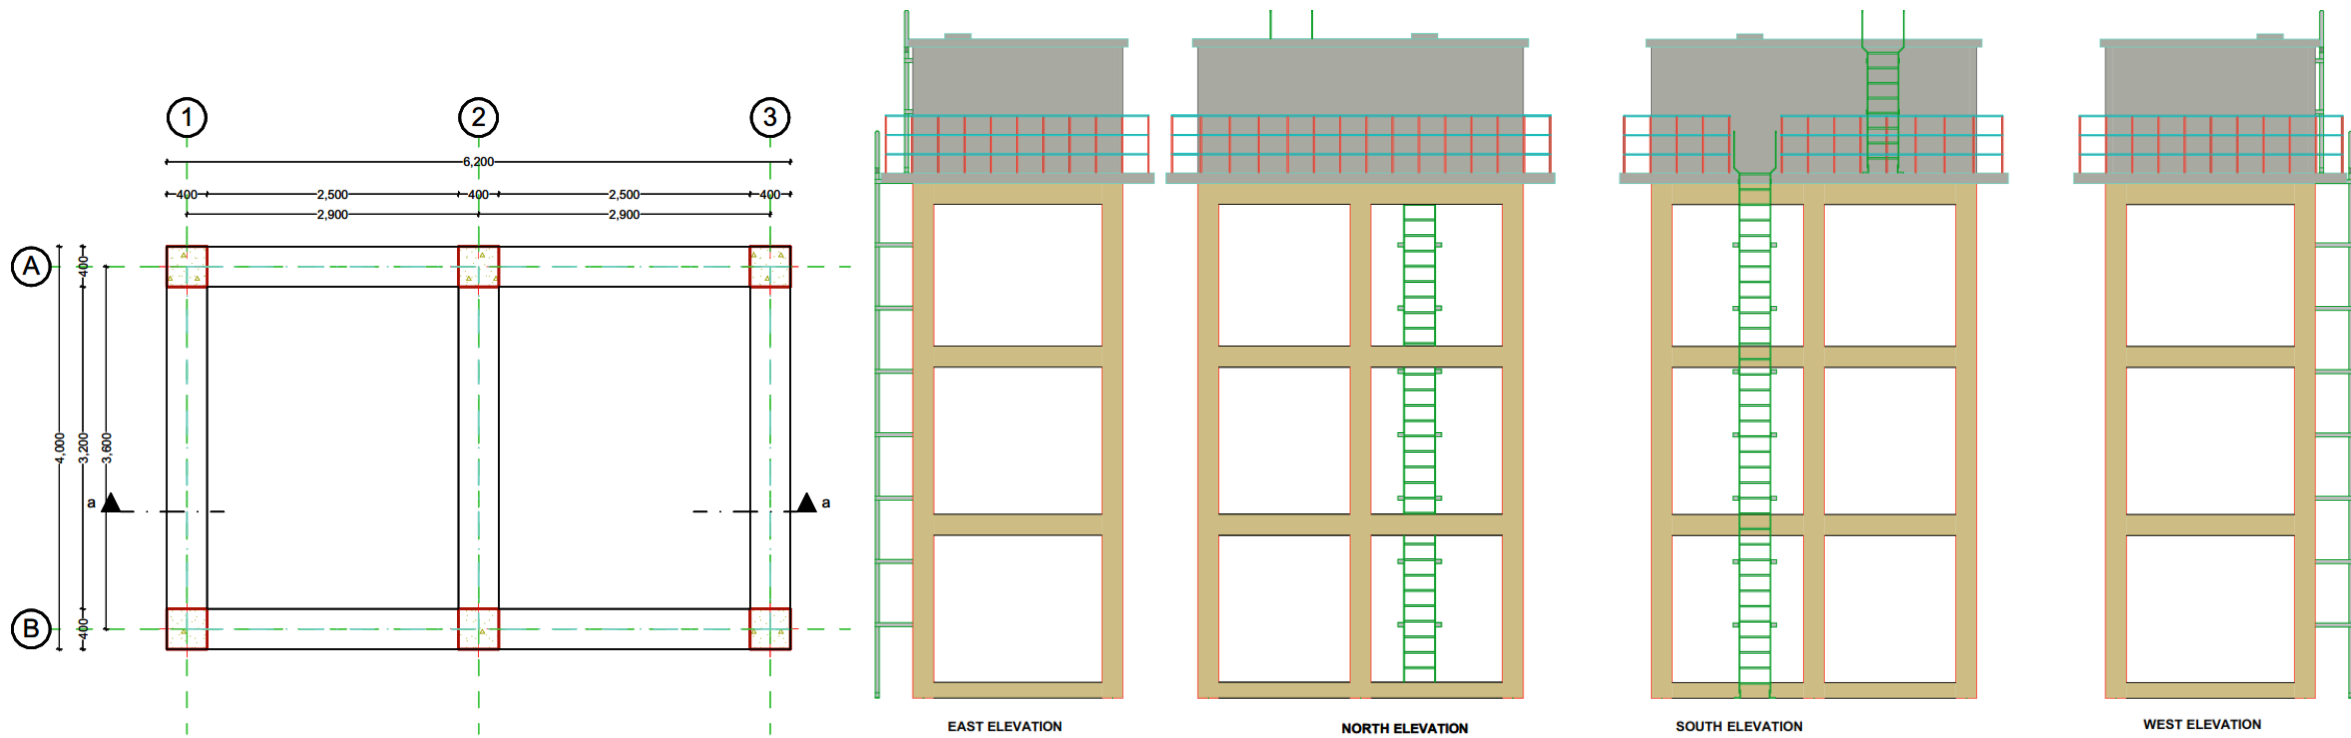 1 2 3
6,200
400 2,500 400 2,500 400
2,900 2,900
A
400
4,000 3,200 3,600
a a
B
400
EAST ELEVATION
NORTH ELEVATION
SOUTH ELEVATION
WEST ELEVATION